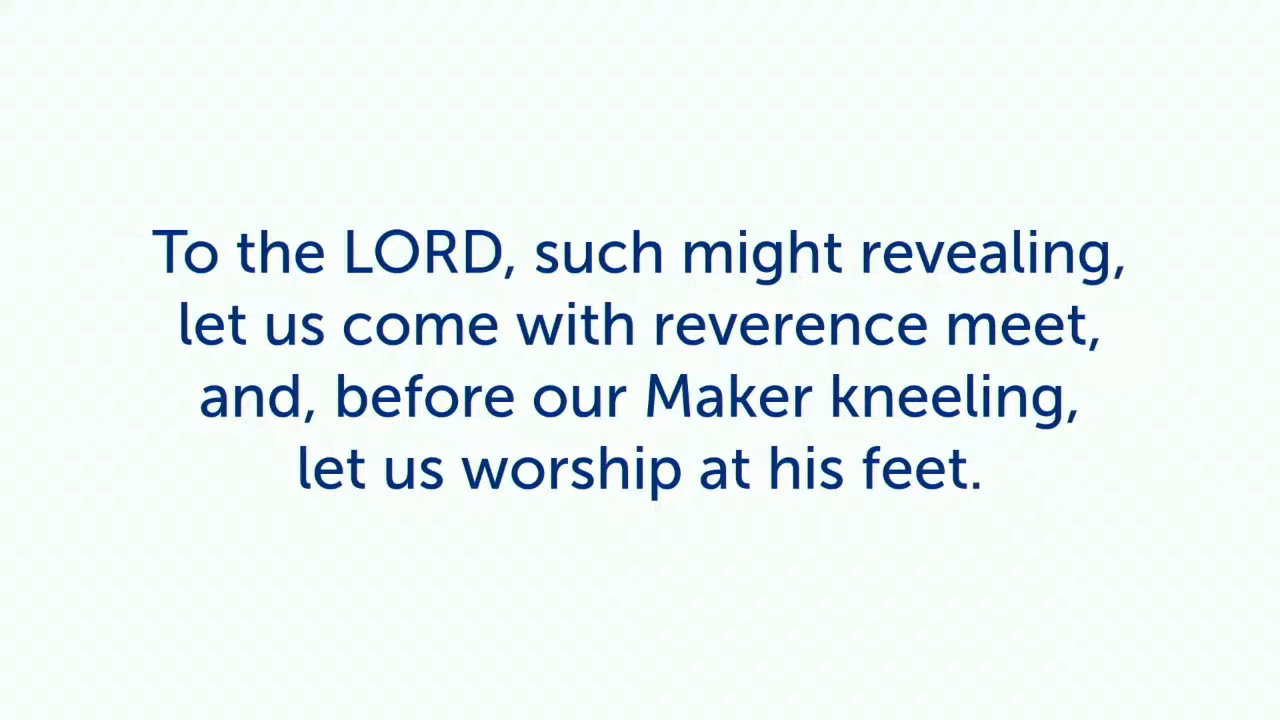 To the LORD, such might revealing,
let us come with reverence meet,
and, before our Maker kneeling,
let us worship at his feet.